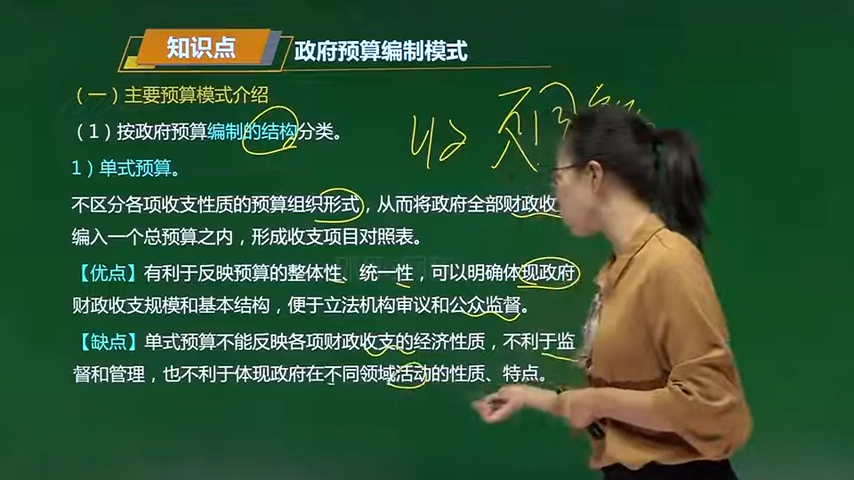 知识点 政府预算编制模式
（一）主要预算模式介绍
（1）按政府预算编制的结构分类。
1）单式预算。
不区分各项收支性质的预算组织形式，从而将政府全部财政收
编入一个总预算之内，形成收支项目对照表。
【优点】有利于反映预算的整体性、统一性，可以明确体现政府
财政收支规模和基本结构，便于立法机构审议和公众监督。
【缺点】单式预算不能反映各项财政收支的经济性质，不利于监
督和管理，也不利于体现政府在不同领域活动的性质、特点。